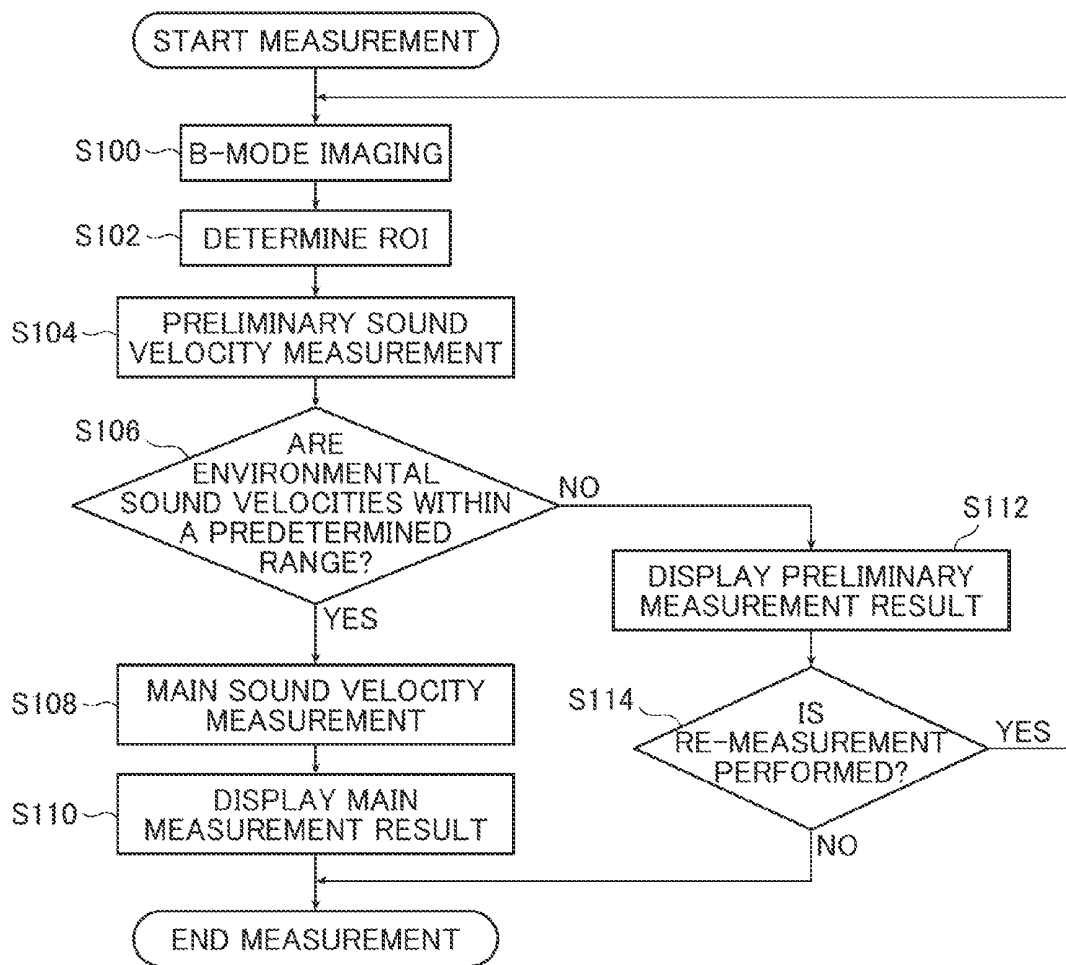 START MEASUREMENT
S100
B-MODE IMAGING
S102
DETERMINE ROI
S104
PRELIMINARY SOUND
VELOCITY MEASUREMENT
S106
ARE
ENVIRONMENTAL
SOUND VELOCITIES WITHIN
A PREDETERMINED
RANGE?
NO
YES
S108
MAIN SOUND VELOCITY
MEASUREMENT
S110
DISPLAY MAIN
MEASUREMENT RESULT
S112
DISPLAY PRELIMINARY
MEASUREMENT RESULT
S114
IS
RE-MEASUREMENT
PERFORMED?
YES
NO
END MEASUREMENT